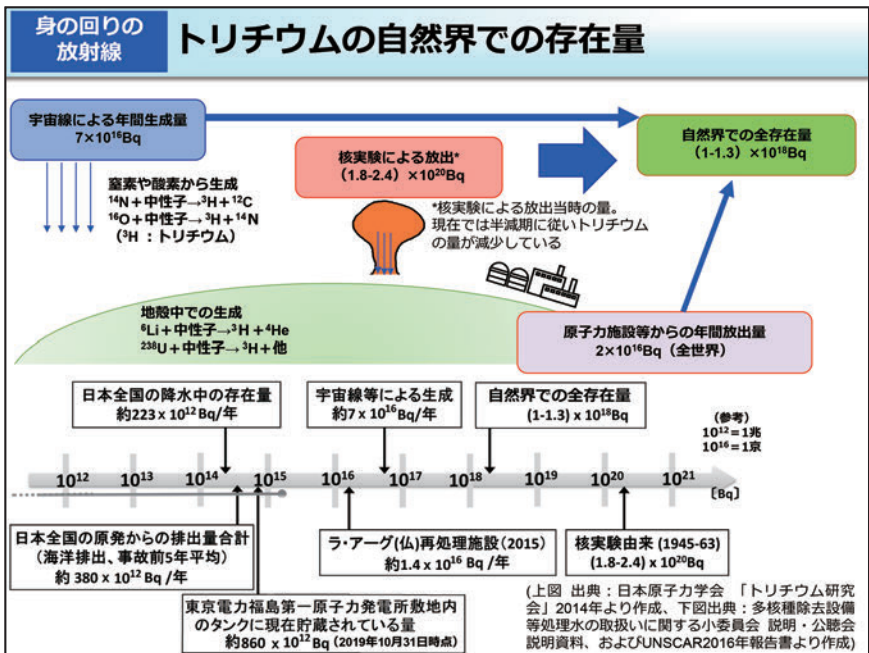 身の回りの
放射線
トリチウムの自然界での存在量
宇宙線による年間生成量
7×10¹⁶Bq
核実験による放出*
(1.8-2.4) ×10²⁰Bq
自然界での全存在量
(1-1.3) ×10¹⁸Bq
窒素や酸素から生成
¹⁴N+中性子→³H+¹²C
¹⁶O+中性子→³H+¹⁴N
(³H:トリチウム)
*核実験による放出当時の量。
現在では半減期に従いトリチウム
の量が減少している
地殻中での生成
⁶Li+中性子→³H+⁴He
²³⁸U+中性子→³H+他
原子力施設等からの年間放出量
2×10¹⁶Bq(全世界)
日本全国の降水中の存在量
約223x 10¹²Bq/年
宇宙線等による生成
約7x 10¹⁶Bq/年
自然界での全存在量
(1-1.3) x 10¹⁸Bq
(参考)
10¹²=1兆
10¹⁶=1京
10¹² 10¹³ 10¹⁴ 10¹⁵ 10¹⁶ 10¹⁷ 10¹⁸ 10¹⁹ 10²⁰ 10²¹
[Bq]
日本全国の原発からの排出量合計
(海洋排出、事故前5年平均)
約 380x 10¹² Bq /年
東京電力福島第一原子力発電所敷地内
のタンクに現在貯蔵されている量
約860 x 10¹²Bq (2019年10月31日時点)
ラ・アーグ(仏)再処理施設(2015)
約1.4 x 10¹⁶ Bq /年
核実験由来 (1945-63)
(1.8-2.4) x 10²⁰Bq
(上図 出典:日本原子力学会 「トリチウム研究
会」2014年より作成、下図出典:多核種除去設備
等処理水の取扱いに関する小委員会 説明・公聴会
説明資料、およびUNSCAR2016年報告書より作成)